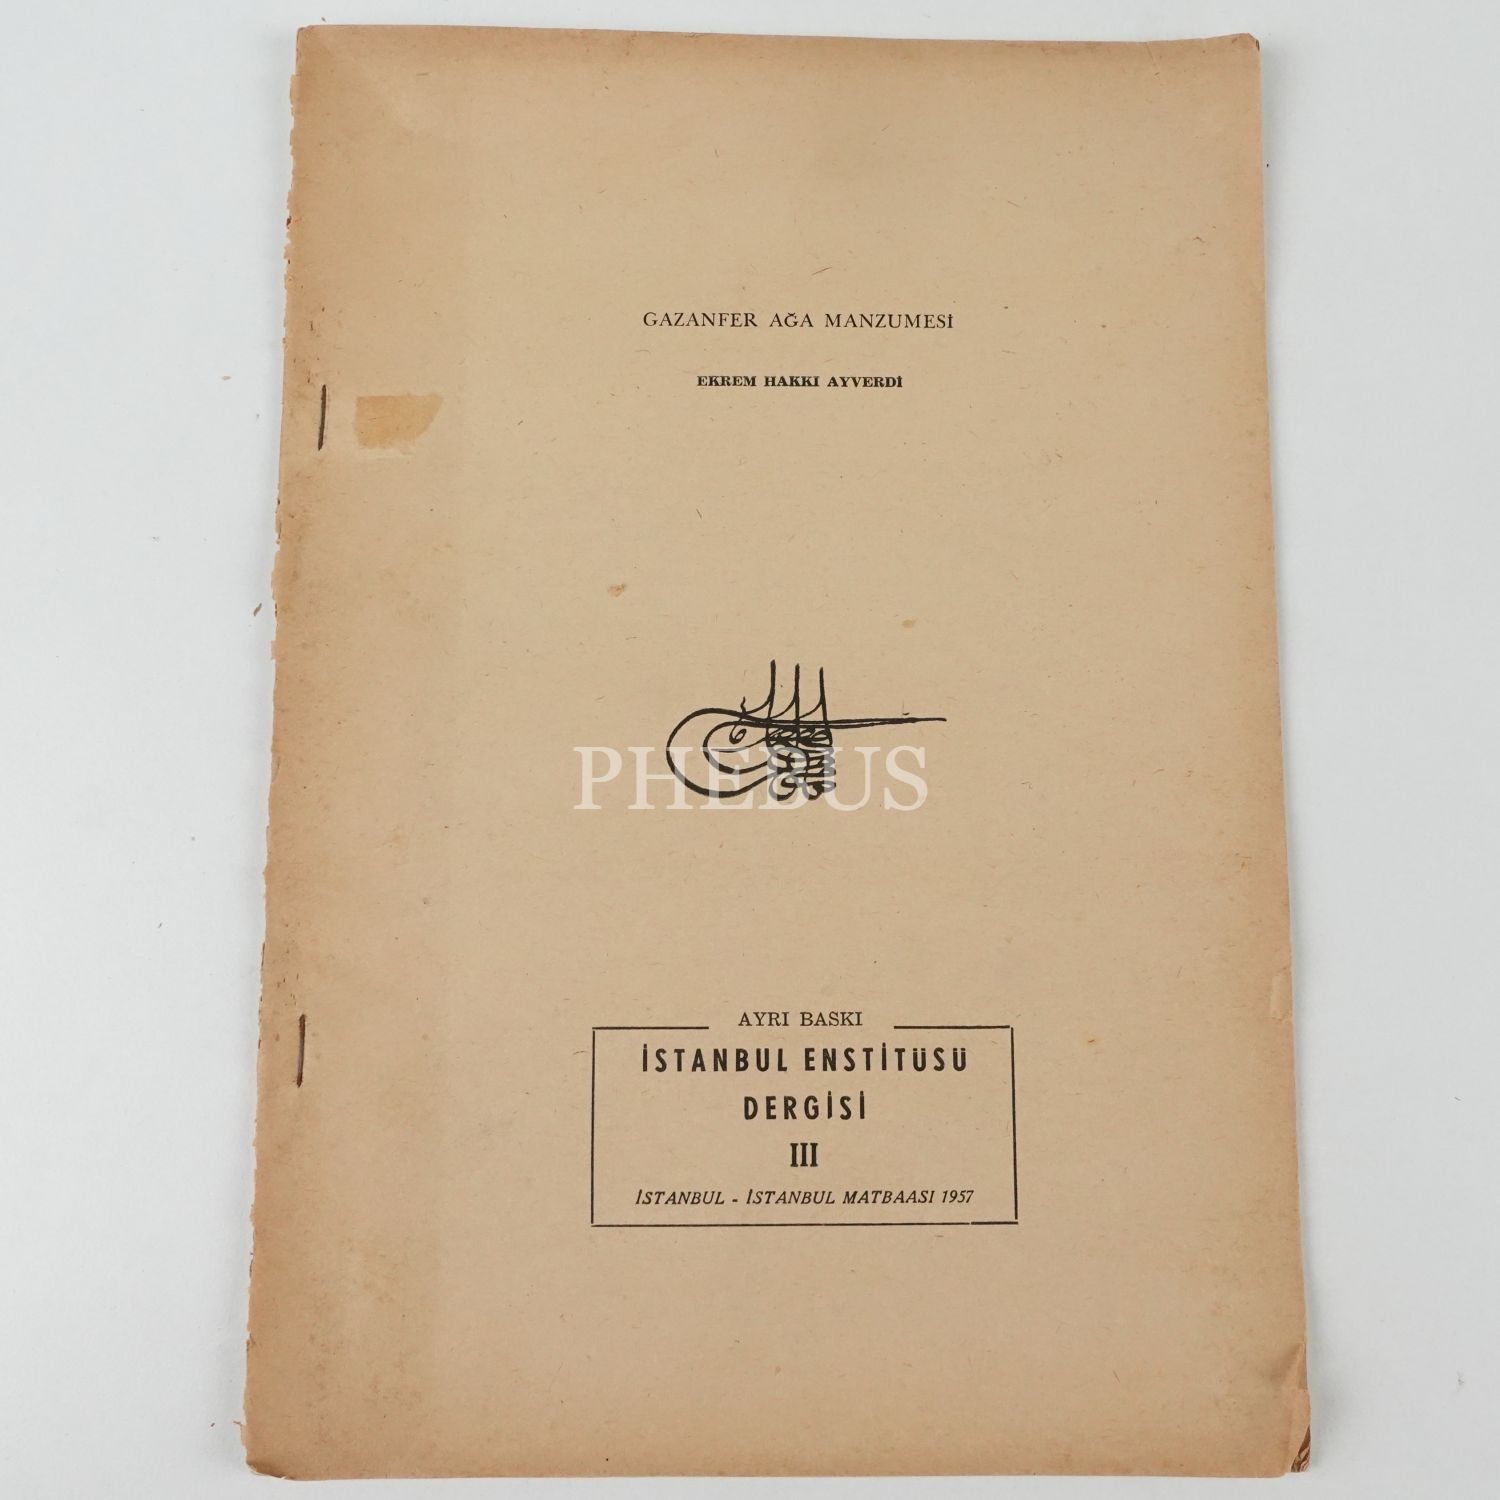 GAZANFER AĞA MANZUMESİ
EKREM HAKKI AYVERDİ
PHEBUS
AYRI BASKI
İSTANBUL ENSTİTÜSÜ
DERGİSİ
III
İSTANBUL - İSTANBUL MATBAASI 1957